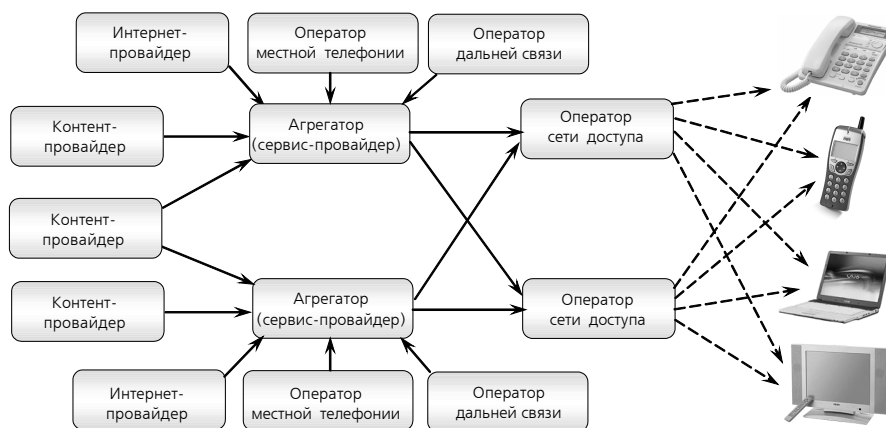 Интернет-
провайдер
Оператор
местной телефонии
Оператор
дальней связи
Контент-
провайдер
Агрегатор
(сервис-провайдер)
Оператор
сети доступа
Контент-
провайдер
Контент-
провайдер
Агрегатор
(сервис-провайдер)
Оператор
сети доступа
Интернет-
провайдер
Оператор
местной телефонии
Оператор
дальней связи